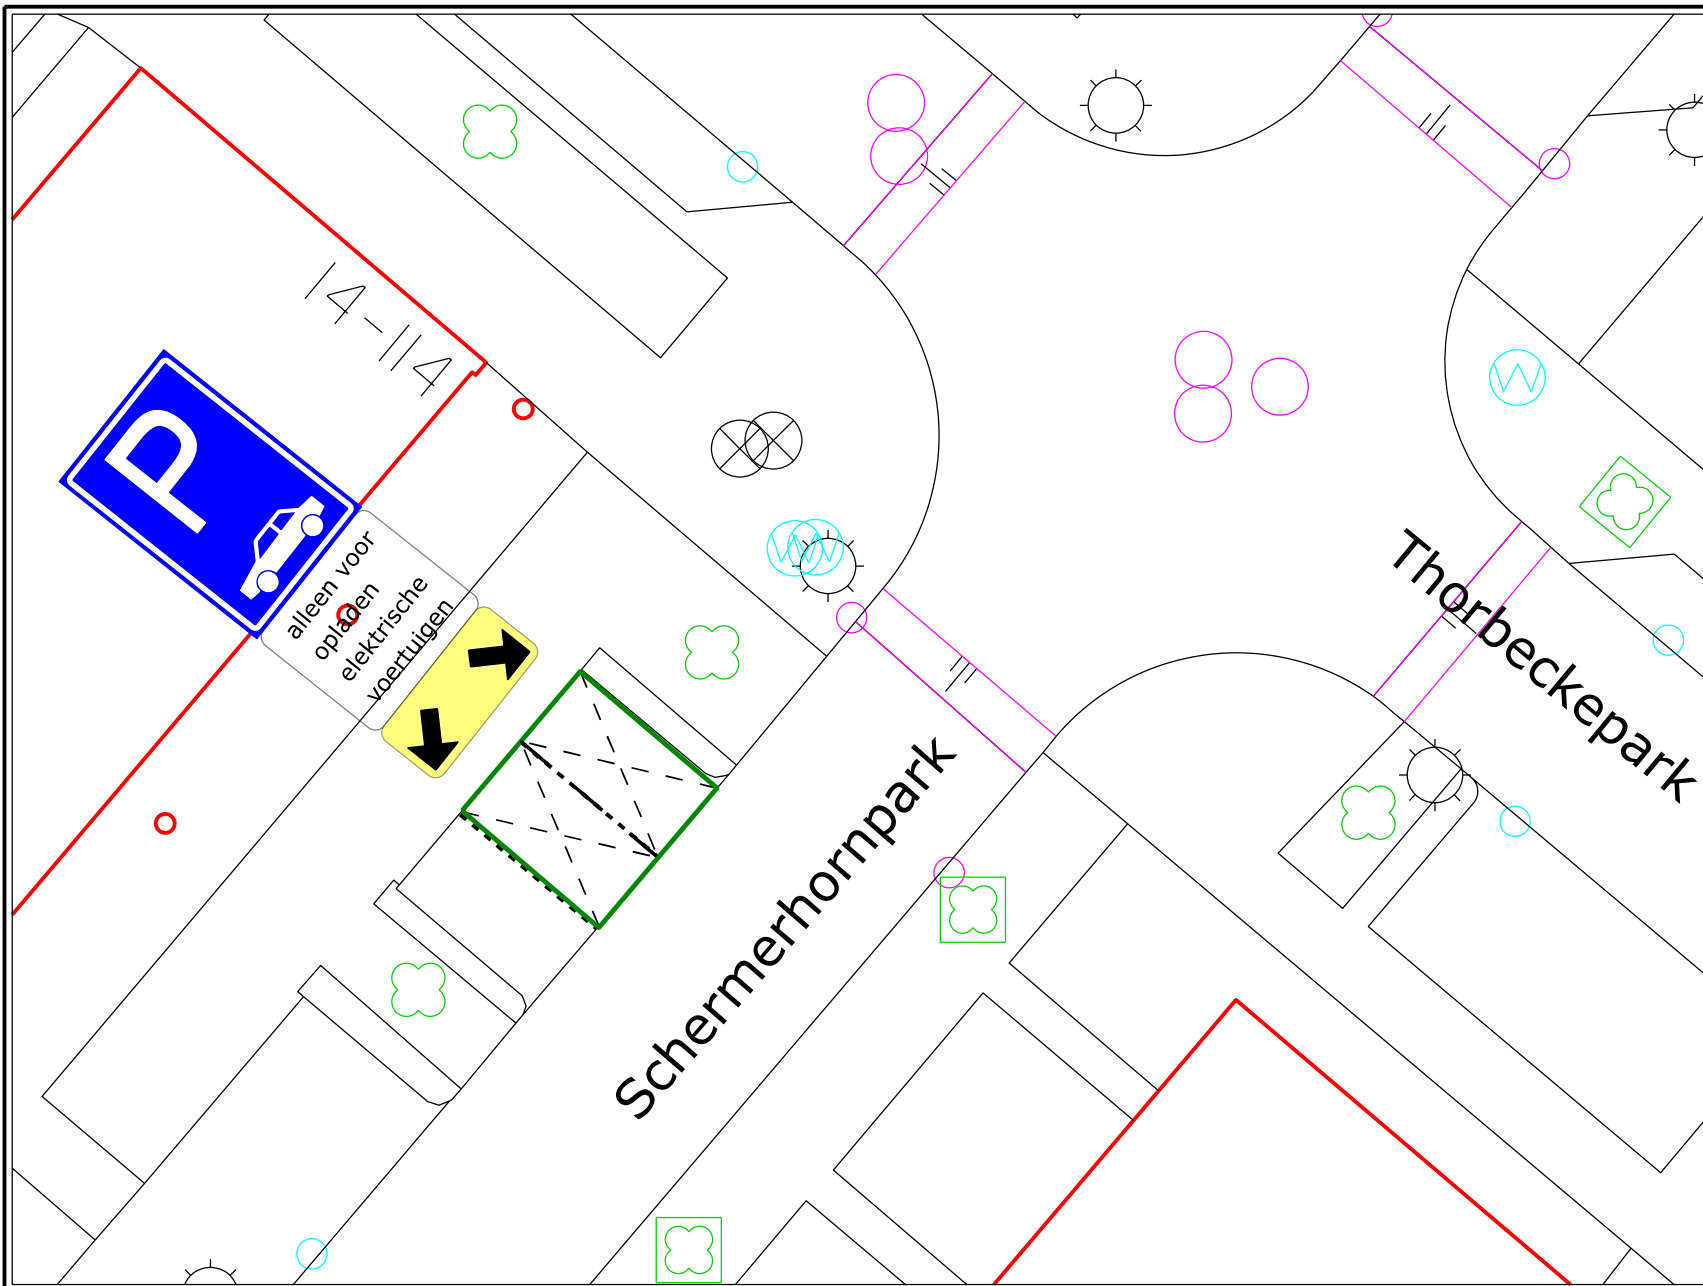 14-114
P
alleen voor
opladen
elektrische
voertuigen
W
W
W
Thorbeckepark
Schermerhornpark